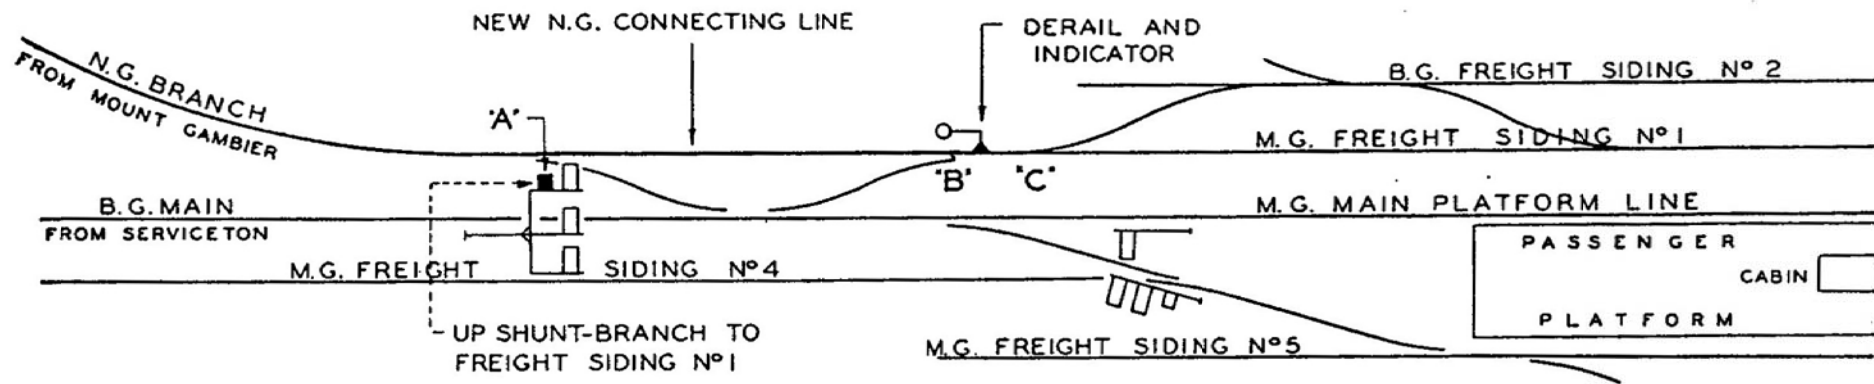 NEW N.G. CONNECTING LINE
DERAIL AND
INDICATOR
N.G. BRANCH
FROM MOUNT GAMBIER
B.G. FREIGHT SIDING Nº 2
"A"
M.G. FREIGHT SIDING Nº 1
"B" "C"
B.G. MAIN
FROM SERVICETON
M.G. MAIN PLATFORM LINE
PASSENGER
M.G. FREIGHT SIDING Nº 4
CABIN
PLATFORM
UP SHUNT-BRANCH TO
FREIGHT SIDING Nº 1
M.G. FREIGHT SIDING Nº 5